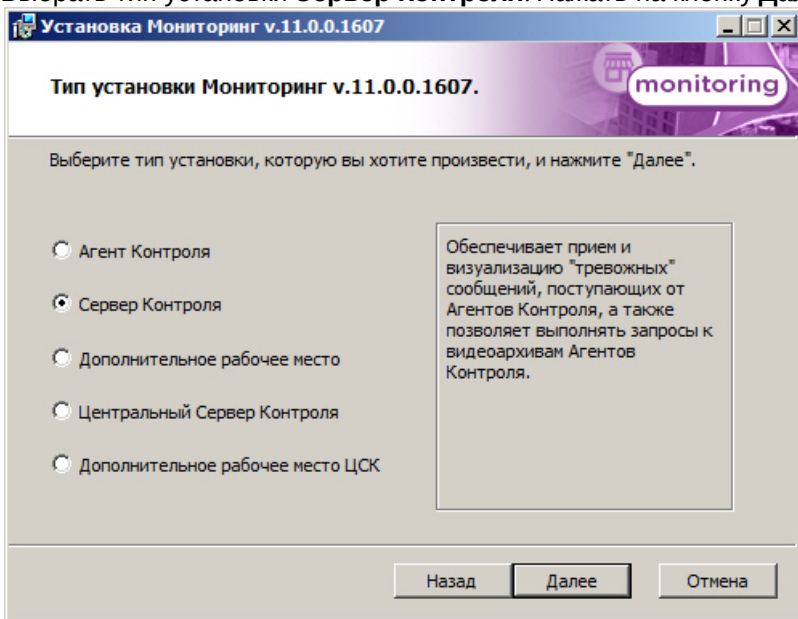 Установка Мониторинг v.11.0.0.1607
Тип установки Мониторинг v.11.0.0.1607.
monitoring
Выберите тип установки, которую вы хотите произвести, и нажмите "Далее".
Агент Контроля
Сервер Контроля
Дополнительное рабочее место
Центральный Сервер Контроля
Дополнительное рабочее место ЦСК
Обеспечивает прием и
визуализацию "тревожных"
сообщений, поступающих от
Агентов Контроля, а также
позволяет выполнять запросы к
видеоархивам Агентов
Контроля.
Назад
Далее
Отмена